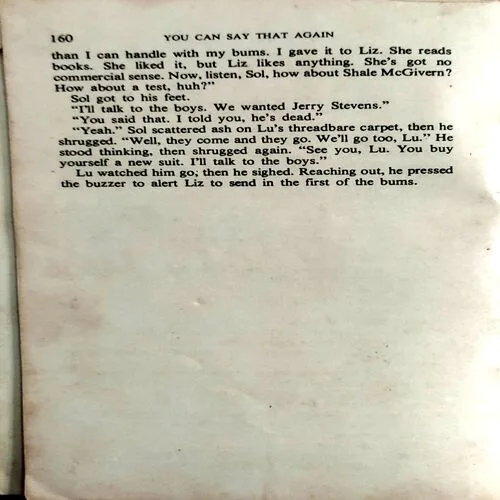 160 YOU CAN SAY THAT AGAIN
than I can handle with my bums. I gave it to Liz. She reads
books. She liked it, but Liz likes anything. She's got no
commercial sense. Now, listen, Sol, how about Shale McGivern?
How about a test, huh?"
Sol got to his feet.
"I'll talk to the boys. We wanted Jerry Stevens."
"You said that. I told you, he's dead."
"Yeah." Sol scattered ash on Lu's threadbare carpet, then he
shrugged. "Well, they come and they go. We'll go too, Lu." He
stood thinking, then shrugged again. "See you, Lu. You buy
yourself a new suit. I'll talk to the boys."
Lu watched him go, then he sighed. Reaching out, he pressed
the buzzer to alert Liz to send in the first of the bums.